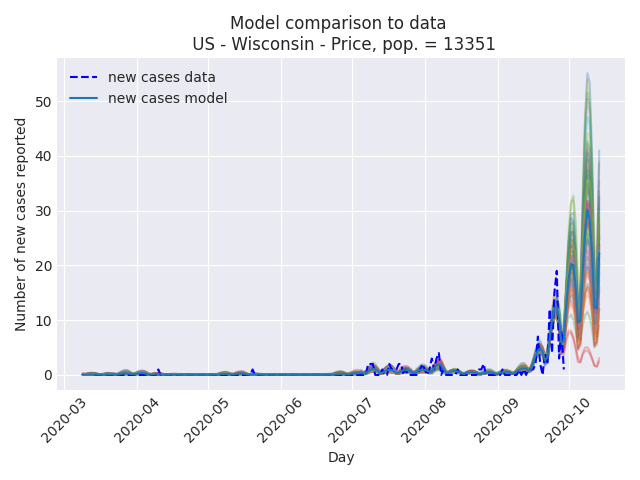 Model comparison to data
US - Wisconsin - Price, pop. = 13351
new cases data
new cases model
Number of new cases reported
50
40
30
20
10
0
2020-03
2020-04
2020-05
2020-06
2020-07
2020-08
2020-09
2020-10
Day